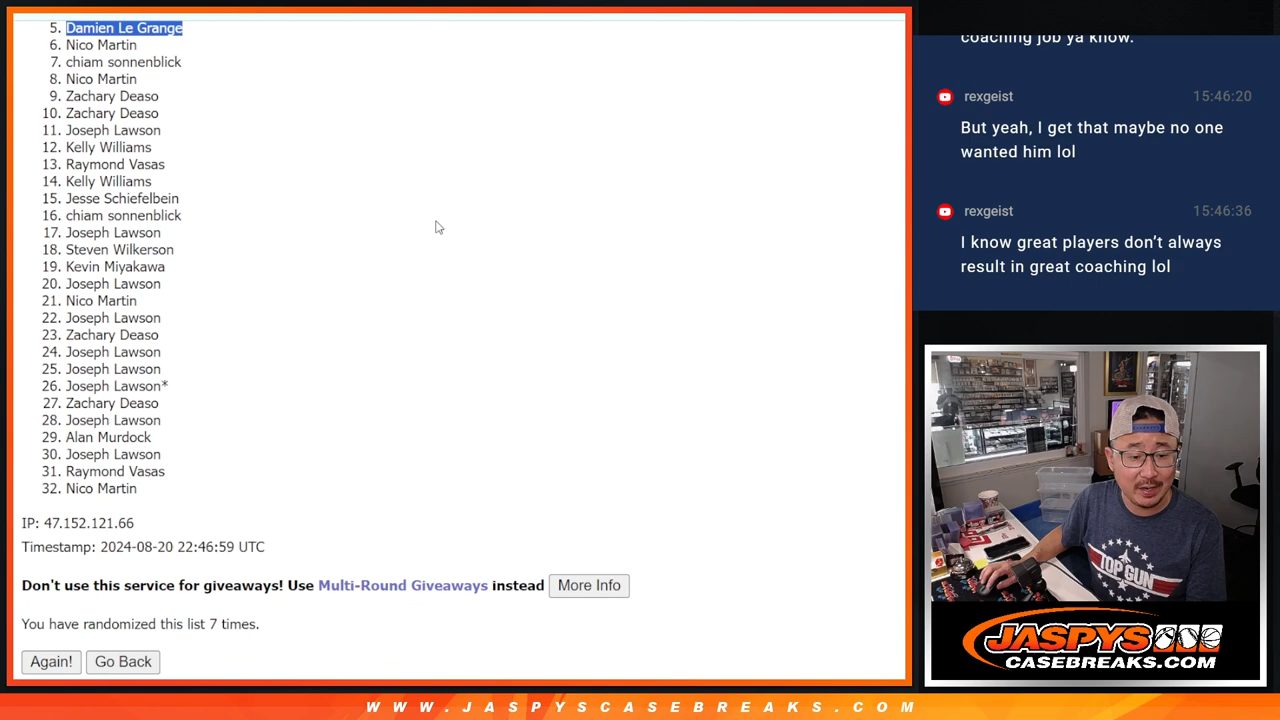 5. Damien Le Grange
6. Nico Martin
7. chiam sonnenblick
8. Nico Martin
9. Zachary Deaso
10. Zachary Deaso
11. Joseph Lawson
12. Kelly Williams
13. Raymond Vasas
14. Kelly Williams
15. Jesse Schiefelbein
16. chiam sonnenblick
17. Joseph Lawson
18. Steven Wilkerson
19. Kevin Miyakawa
20. Joseph Lawson
21. Nico Martin
22. Joseph Lawson
23. Zachary Deaso
24. Joseph Lawson
25. Joseph Lawson
26. Joseph Lawson*
27. Zachary Deaso
28. Joseph Lawson
29. Alan Murdock
30. Joseph Lawson
31. Raymond Vasas
32. Nico Martin
IP: 47.152.121.66
Timestamp: 2024-08-20 22:46:59 UTC
Don't use this service for giveaways! Use Multi-Round Giveaways instead More Info
You have randomized this list 7 times.
Again! Go Back
coaching job ya know.
rexgeist 15:46:20
But yeah, I get that maybe no one
wanted him lol
rexgeist 15:46:36
I know great players don’t always
result in great coaching lol
TOP GUN
JASPYS
CASEBREAKS.COM
WWW.JASPYSCASEBREAKS.COM